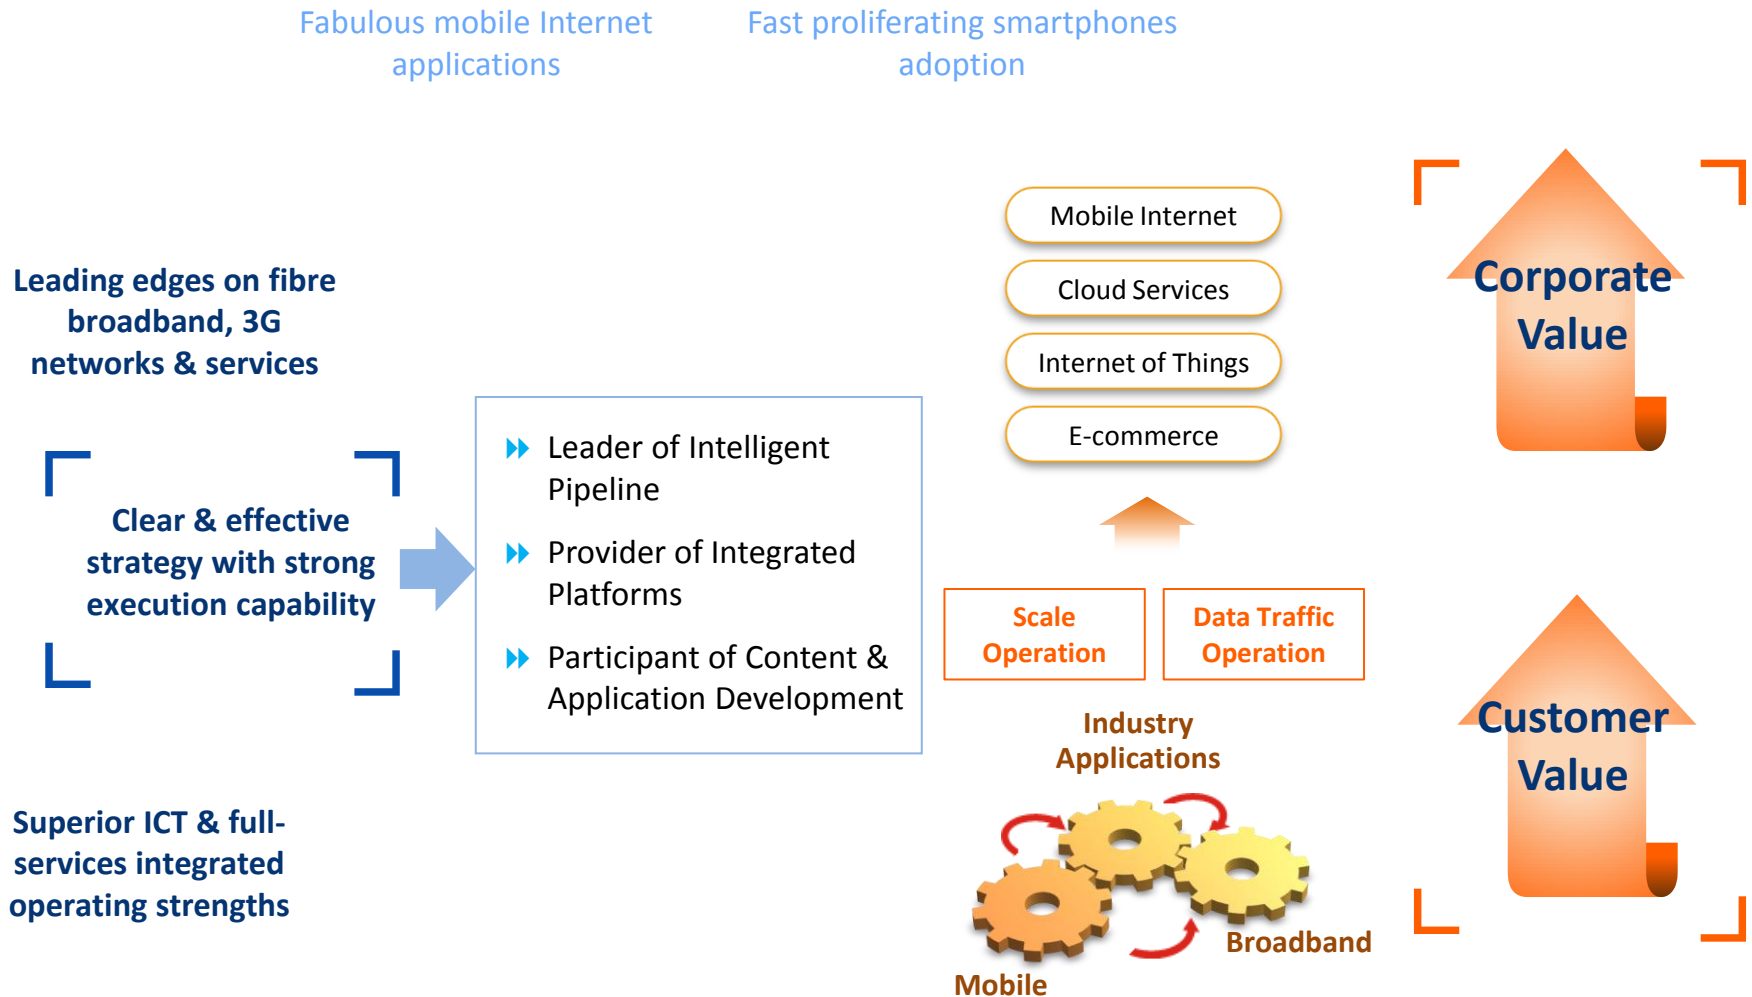 Fabulous mobile Internet
applications
Fast proliferating smartphones
adoption
Leading edges on fibre
broadband, 3G
networks & services
Clear & effective
strategy with strong
execution capability
Superior ICT & full-
services integrated
operating strengths
Leader of Intelligent
Pipeline
Provider of Integrated
Platforms
Participant of Content &
Application Development
Mobile Internet
Cloud Services
Internet of Things
E-commerce
Scale
Operation
Data Traffic
Operation
Industry
Applications
Broadband
Mobile
Corporate
Value
Customer
Value